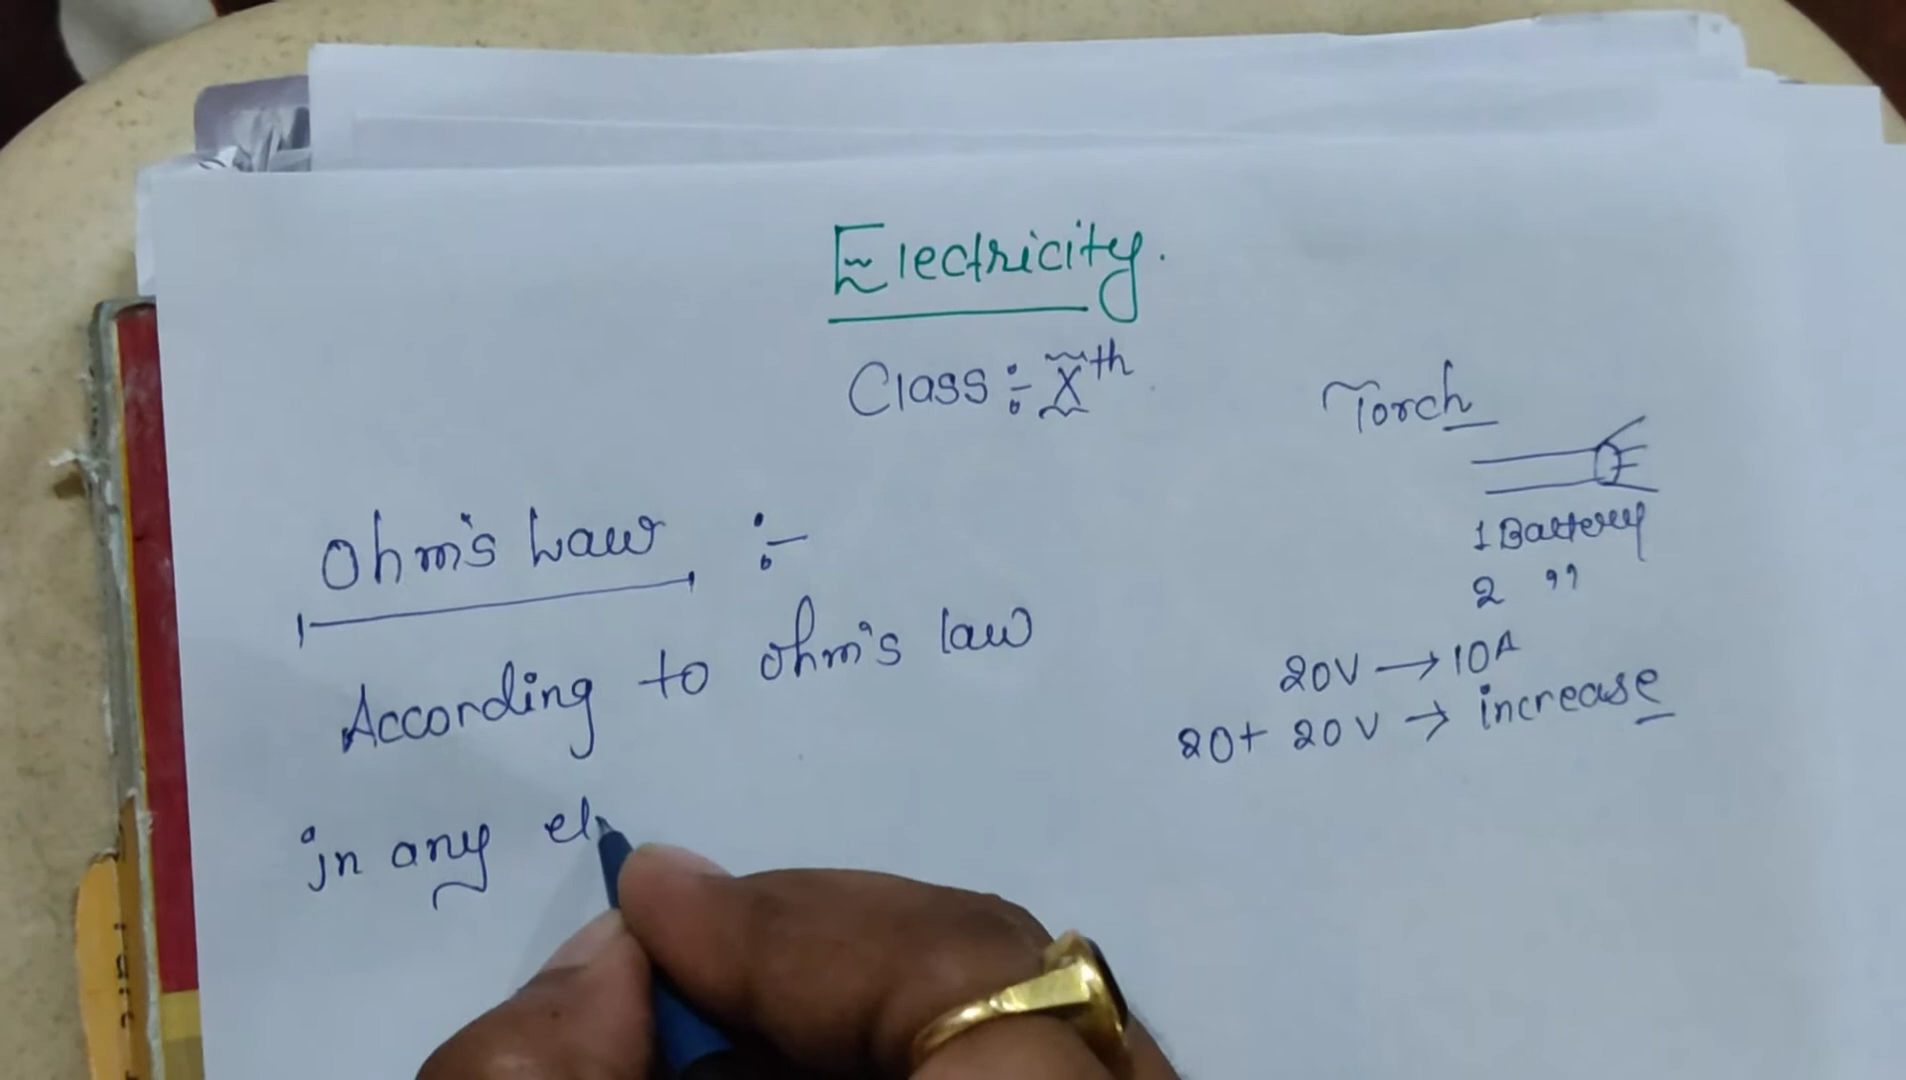 Electricity.
Class :- Xth
Torch
1 Battery
2 "
20V → 10A
20+ 20V → increase
Ohm's Law :-
According to ohm's law
in any el